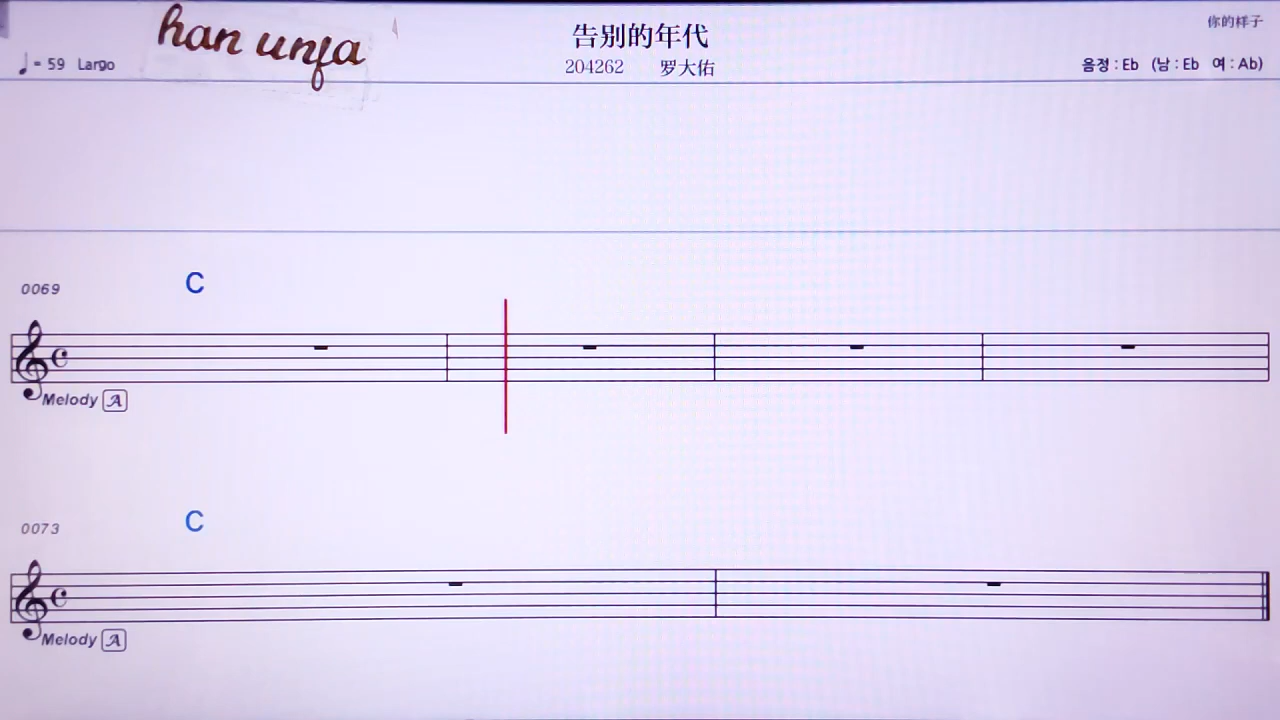 han unfa
告别的年代
你的样子
♩= 59 Largo
204262 罗大佑
음정 : Eb (남 : Eb 여 : Ab)
0069 C
Melody A
0073 C
Melody A